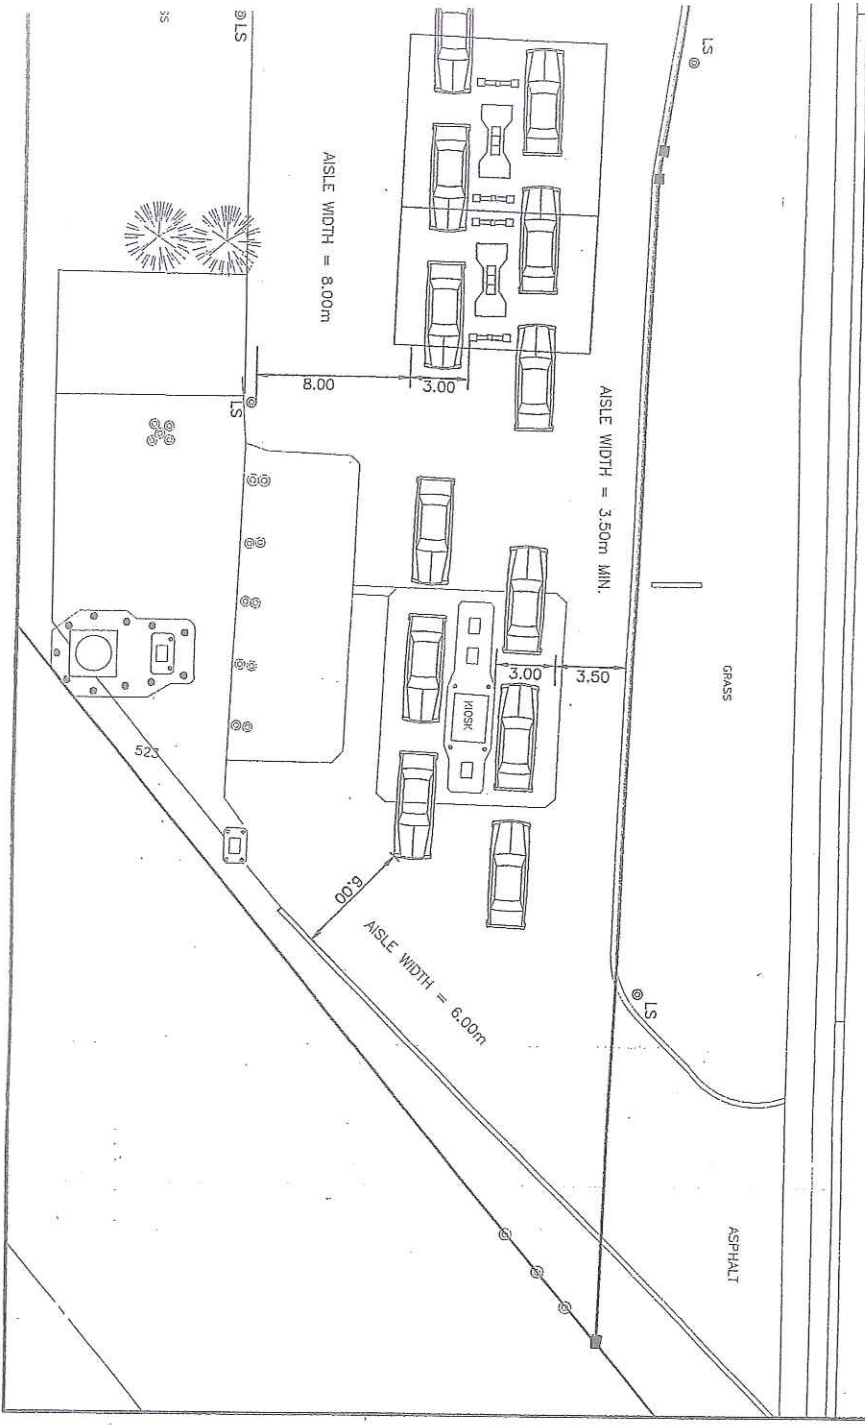 SS
LS
LS
AISLE WIDTH = 8.00m
8.00
3.00
LS
AISLE WIDTH = 3.50m MIN.
3.00
3.50
GRASS
KIOSK
523
6.00
AISLE WIDTH = 6.00m
LS
ASPHALT